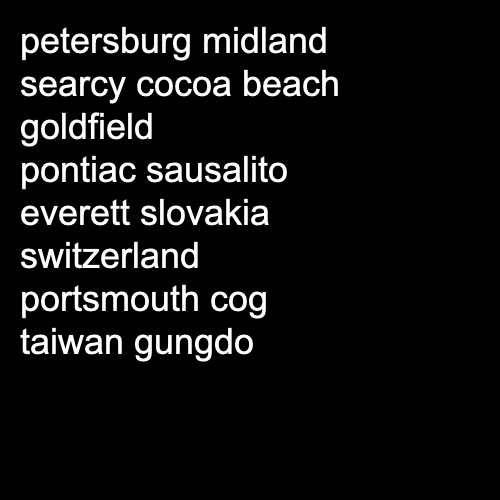 petersburg midland
searcy cocoa beach
goldfield
pontiac sausalito
everett slovakia
switzerland
portsmouth cog
taiwan gungdo